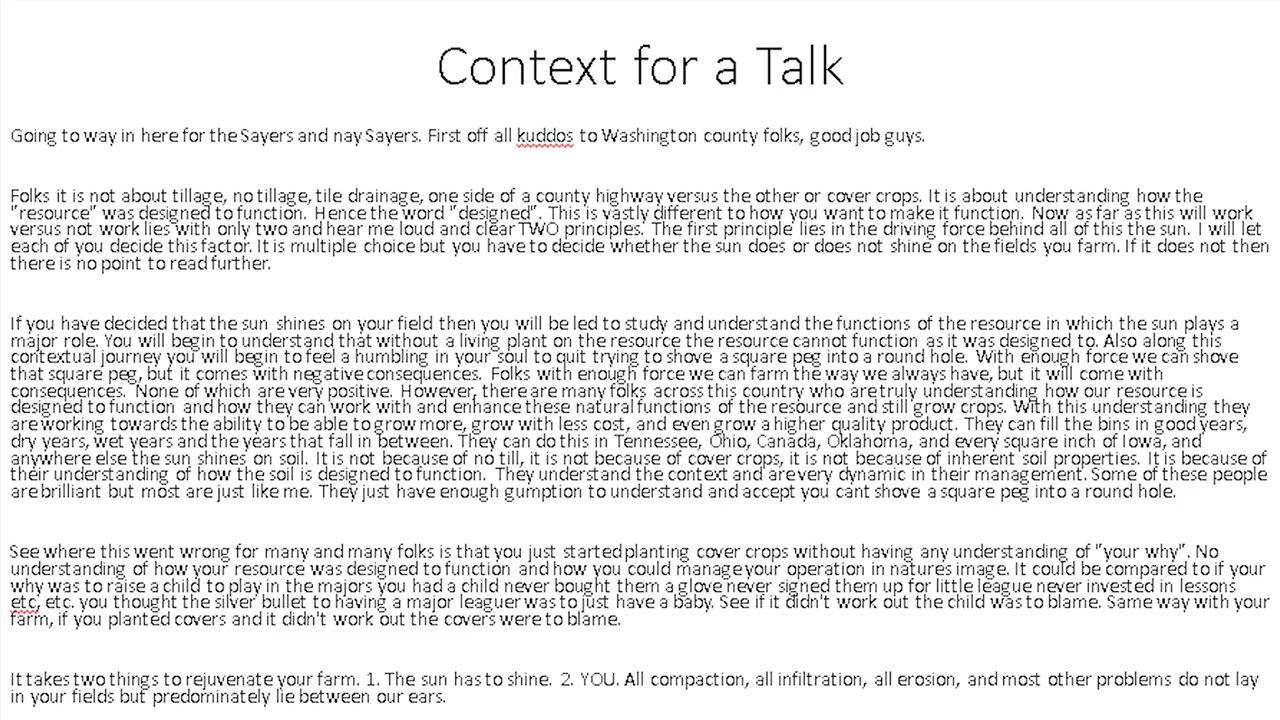 Context for a Talk
Going to way in here for the Sayers and nay Sayers. First off all kuddos to Washington county folks, good job guys.
Folks it is not about tillage, no tillage, tile drainage, one side of a county highway versus the other or cover crops. It is about understanding how the
"resource" was designed to function. Hence the word "designed". This is vastly different to how you want to make it function. Now as far as this will work
versus not work lies with only two and hear me loud and clear TWO principles. The first principle lies in the driving force behind all of this the sun. I will let
each of you decide this factor. It is multiple choice but you have to decide whether the sun does or does not shine on the fields you farm. If it does not then
there is no point to read further.
If you have decided that the sun shines on your field then you will be led to study and understand the functions of the resource in which the sun plays a
major role. You will begin to understand that without a living plant on the resource the resource cannot function as it was designed to. Also along this
contextual journey you will begin to feel a humbling in your soul to quit trying to shove a square peg into a round hole. With enough force we can shove
that square peg, but it comes with negative consequences. Folks with enough force we can farm the way we always have, but it will come with
consequences. None of which are very positive. However, there are many folks across this country who are truly understanding how our resource is
designed to function and how they can work with and enhance these natural functions of the resource and still grow crops. With this understanding they
are working towards the ability to be able to grow more, grow with less cost, and even grow a higher quality product. They can fill the bins in good years,
dry years, wet years and the years that fall in between. They can do this in Tennessee, Ohio, Canada, Oklahoma, and every square inch of Iowa, and
anywhere else the sun shines on soil. It is not because of no till, it is not because of cover crops, it is not because of inherent soil properties. It is because of
their understanding of how the soil is designed to function. They understand the context and are very dynamic in their management. Some of these people
are brilliant but most are just like me. They just have enough gumption to understand and accept you cant shove a square peg into a round hole.
See where this went wrong for many and many folks is that you just started planting cover crops without having any understanding of "your why". No
understanding of how your resource was designed to function and how you could manage your operation in natures image. It could be compared to if your
why was to raise a child to play in the majors you had a child never bought them a glove never signed them up for little league never invested in lessons
etc, etc. you thought the silver bullet to having a major leaguer was to just have a baby. See if it didn't work out the child was to blame. Same way with your
farm, if you planted covers and it didn't work out the covers were to blame.
It takes two things to rejuvenate your farm. 1. The sun has to shine. 2. YOU. All compaction, all infiltration, all erosion, and most other problems do not lay
in your fields but predominately lie between our ears.